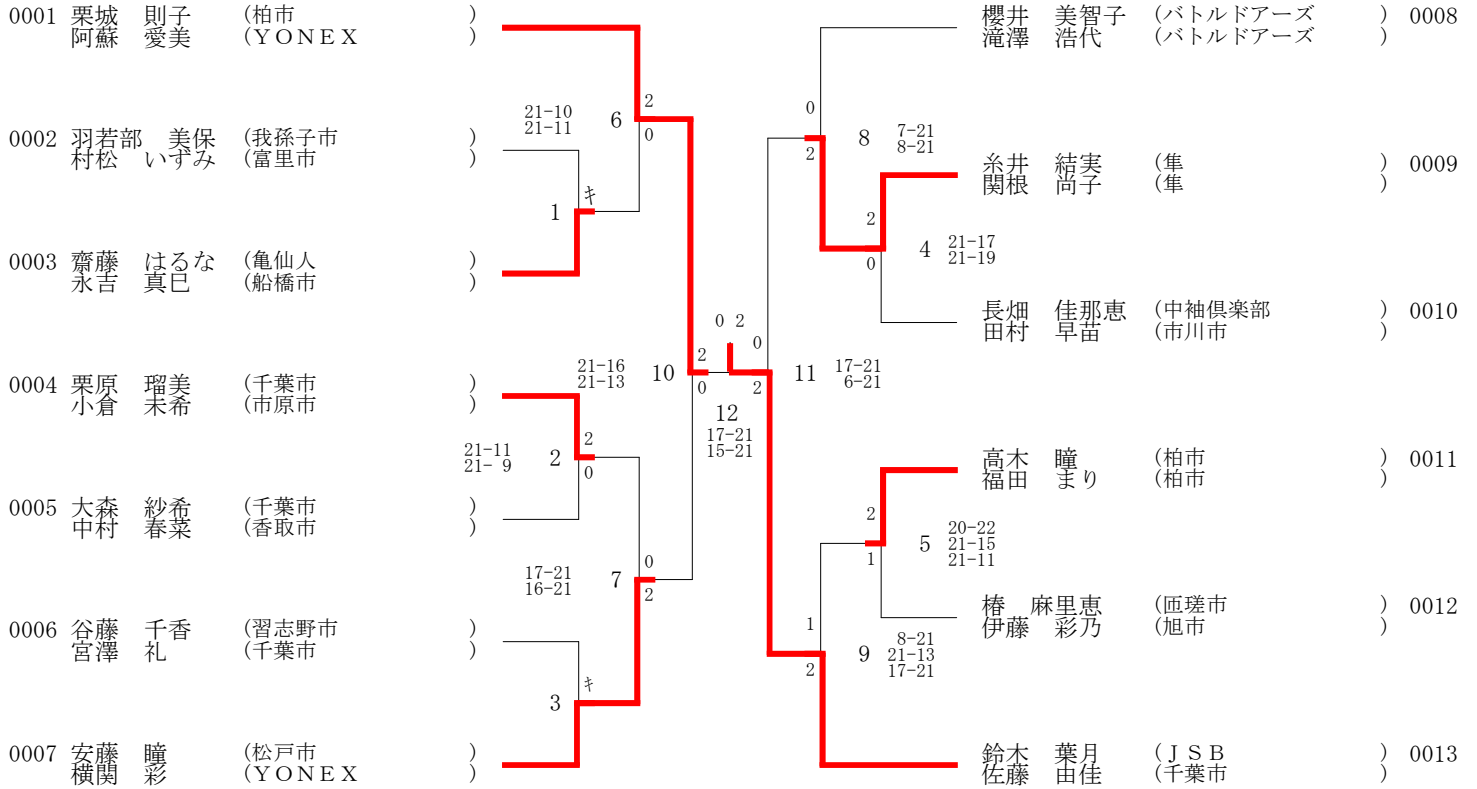 0001 栗城　則子 (柏市 )
阿蘇　愛美 (ＹＯＮＥＸ )
0002 羽若部　美保 (我孫子市 )
村松　いずみ (富里市 )
0003 齋藤　はるな (亀仙人 )
永吉　真巳 (船橋市 )
0004 栗原　瑠美 (千葉市 )
小倉　未希 (市原市 )
0005 大森　紗希 (千葉市 )
中村　春菜 (香取市 )
0006 谷藤　千香 (習志野市 )
宮澤　礼 (千葉市 )
0007 安藤　瞳 (松戸市 )
横関　彩 (ＹＯＮＥＸ )
21-10
21-11
6
2
0
1
キ
21-11
21- 9
2
2
0
17-21
16-21
7
0
2
3
キ
21-16
21-13
10
2
0
0 2
12
17-21
15-21
0
2
11
17-21
6-21
0
2
8
7-21
8-21
2
0
4
21-17
21-19
2
1
5
20-22
21-15
21-11
1
2
9
8-21
21-13
17-21
櫻井　美智子 (バトルドアーズ ) 0008
滝澤　浩代 (バトルドアーズ )
糸井　結実 (隼 ) 0009
関根　尚子 (隼 )
長畑　佳那恵 (中袖倶楽部 ) 0010
田村　早苗 (市川市 )
高木　瞳 (柏市 ) 0011
福田　まり (柏市 )
椿　麻里恵 (匝瑳市 ) 0012
伊藤　彩乃 (旭市 )
鈴木　葉月 (ＪＳＢ ) 0013
佐藤　由佳 (千葉市 )